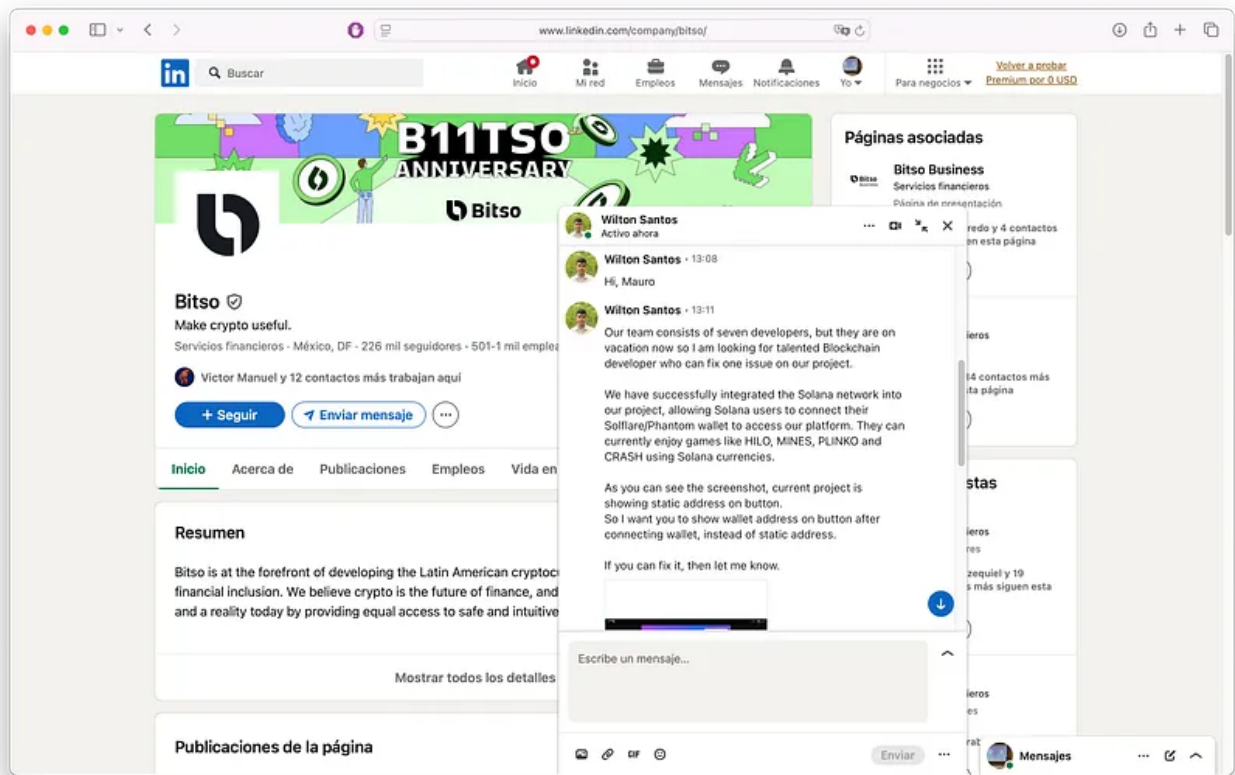 www.linkedin.com/company/bitso/
in
Buscar
Inicio
Mi red
Empleos
Mensajes
Notificaciones
Yo
Para negocios
Volver a probar
Premium por 0 USD
B11TSO
ANNIVERSARY
Bitso
Bitso
Make crypto useful.
Servicios financieros · México, DF · 226 mil seguidores · 501-1 mil
Victor Manuel y 12 contactos más trabajan aquí
+ Seguir
Enviar mensaje
Inicio
Acerca de
Publicaciones
Empleos
Vida en
Resumen
Bitso is at the forefront of developing the Latin American
financial inclusion. We believe crypto is the future of finance, and
and a reality today by providing equal access to safe and intuitive
Mostrar todos los detalles
Publicaciones de la página
Páginas asociadas
Bitso
Business
Bitso Business
Servicios financieros
Página de presentación
y 4 contactos
en esta página
contactos más
página
y 19
más siguen esta
Wilton Santos
Activo ahora
Wilton Santos · 13:08
Hi, Mauro
Wilton Santos · 13:11
Our team consists of seven developers, but they are on
vacation now so I am looking for talented Blockchain
developer who can fix one issue on our project.
We have successfully integrated the Solana network into
our project, allowing Solana users to connect their
Solflare/Phantom wallet to access our platform. They can
currently enjoy games like HILO, MINES, PLINKO and
CRASH using Solana currencies.
As you can see the screenshot, current project is
showing static address on button.
So I want you to show wallet address on button after
connecting wallet, instead of static address.
If you can fix it, then let me know.
Escribe un mensaje...
GIF
Enviar
Mensajes